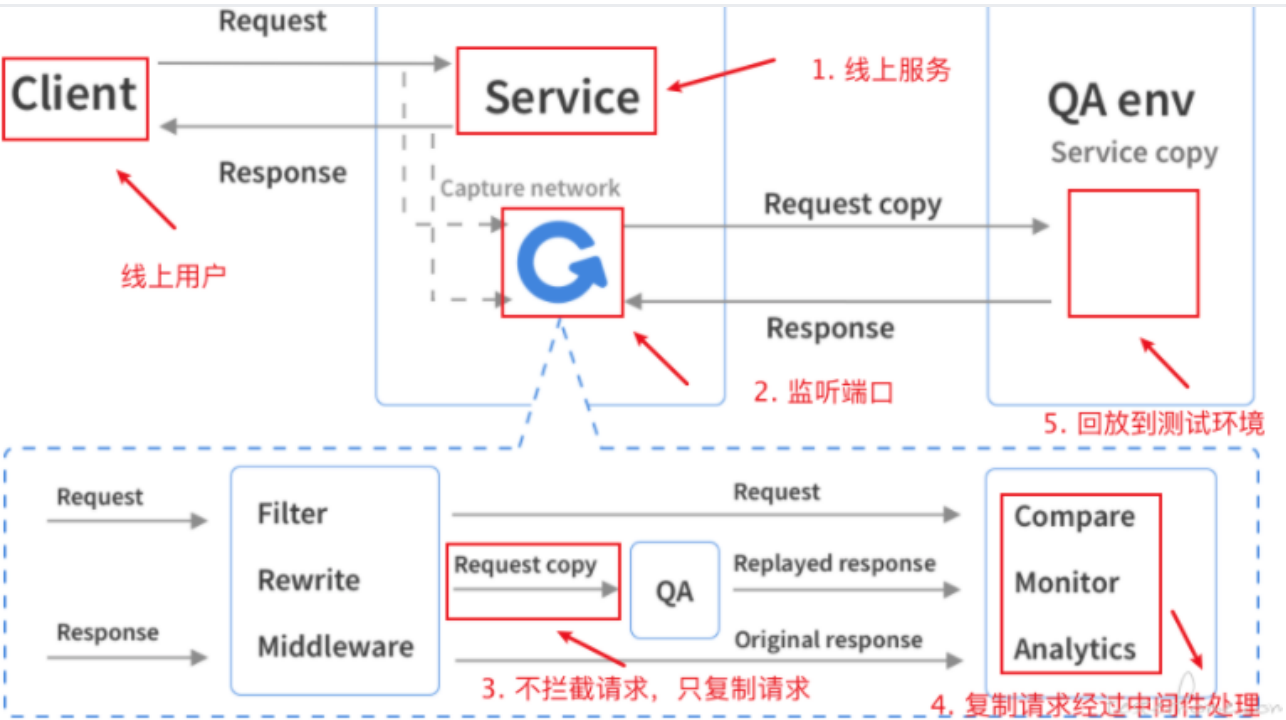 Request
Client
Service
1. 线上服务
QA env
Service copy
Response
Capture network
Request copy
线上用户
Response
2. 监听端口
5. 回放到测试环境
Request
Filter
Request
Compare
Rewrite
Request copy
QA
Replayed response
Monitor
Response
Middleware
Original response
Analytics
3. 不拦截请求，只复制请求
4. 复制请求经过中间件处理